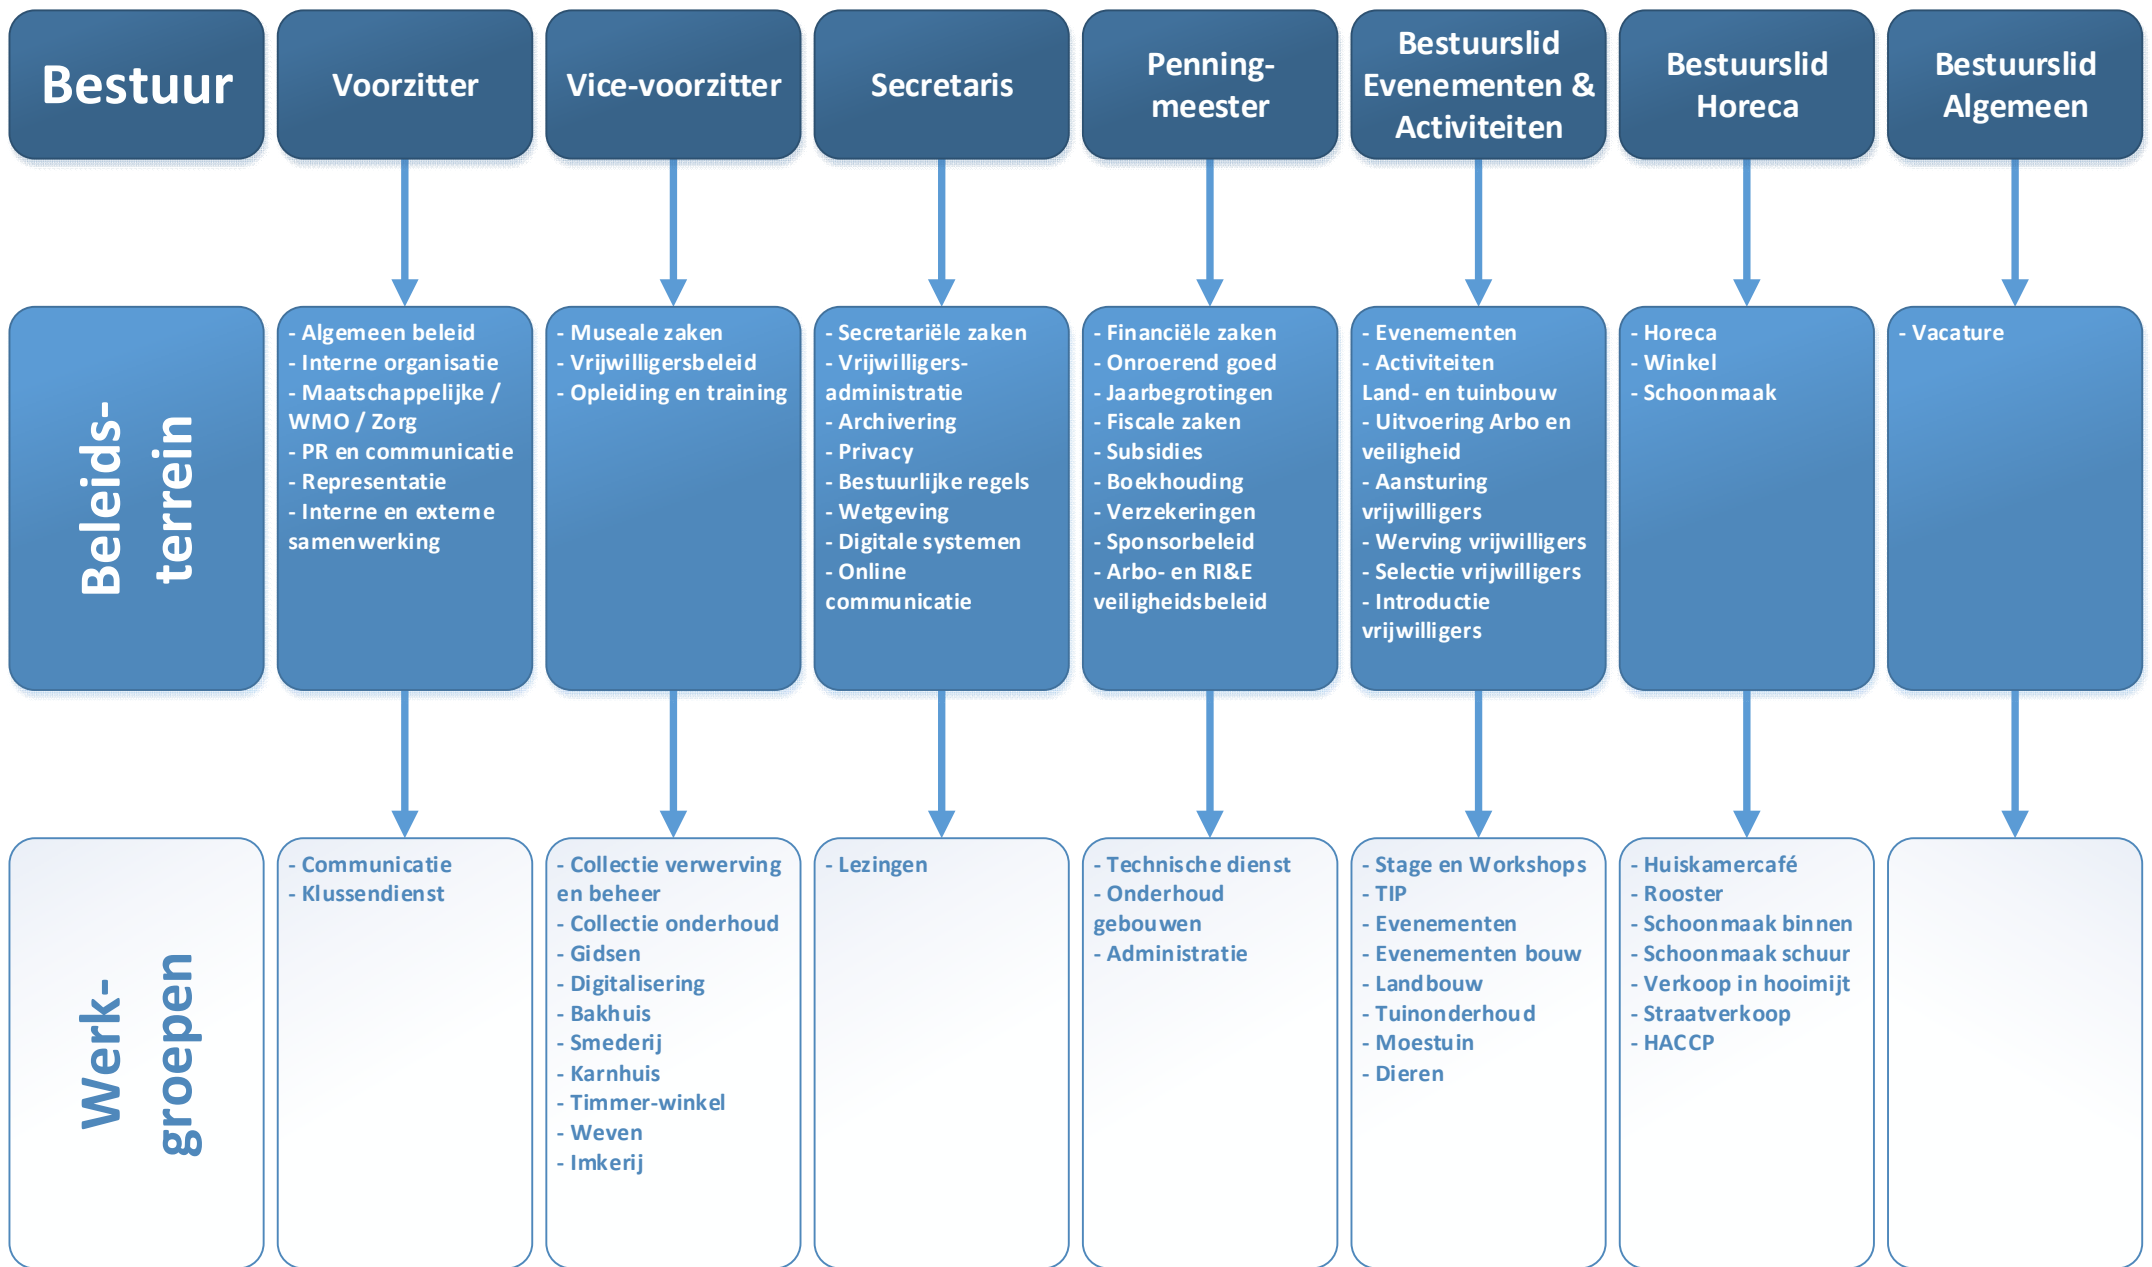 Bestuur
Voorzitter
Vice-voorzitter
Secretaris
Penning-
meester
Bestuurslid
Evenementen &
Activiteiten
Bestuurslid
Horeca
Bestuurslid
Algemeen
Beleids-
terrein
- Algemeen beleid
- Interne organisatie
- Maatschappelijke /
WMO / Zorg
- PR en communicatie
- Representatie
- Interne en externe
samenwerking
- Museale zaken
- Vrijwilligersbeleid
- Opleiding en training
- Secretariële zaken
- Vrijwilligers-
administratie
- Archivering
- Privacy
- Bestuurlijke regels
- Wetgeving
- Digitale systemen
- Online
communicatie
- Financiële zaken
- Onroerend goed
- Jaarbegrotingen
- Fiscale zaken
- Subsidies
- Boekhouding
- Verzekeringen
- Sponsorbeleid
- Arbo- en RI&E
veiligheidsbeleid
- Evenementen
- Activiteiten
Land- en tuinbouw
- Uitvoering Arbo en
veiligheid
- Aansturing
vrijwilligers
- Werving vrijwilligers
- Selectie vrijwilligers
- Introductie
vrijwilligers
- Horeca
- Winkel
- Schoonmaak
- Vacature
Werk-
groepen
- Communicatie
- Klussendienst
- Collectie verwerving
en beheer
- Collectie onderhoud
- Gidsen
- Digitalisering
- Bakhuis
- Smederij
- Karnhuis
- Timmer-winkel
- Weven
- Imkerij
- Lezingen
- Technische dienst
- Onderhoud
gebouwen
- Administratie
- Stage en Workshops
- TIP
- Evenementen
- Evenementen bouw
- Landbouw
- Tuinonderhoud
- Moestuin
- Dieren
- Huiskamercafé
- Rooster
- Schoonmaak binnen
- Schoonmaak schuur
- Verkoop in hooimijt
- Straatverkoop
- HACCP